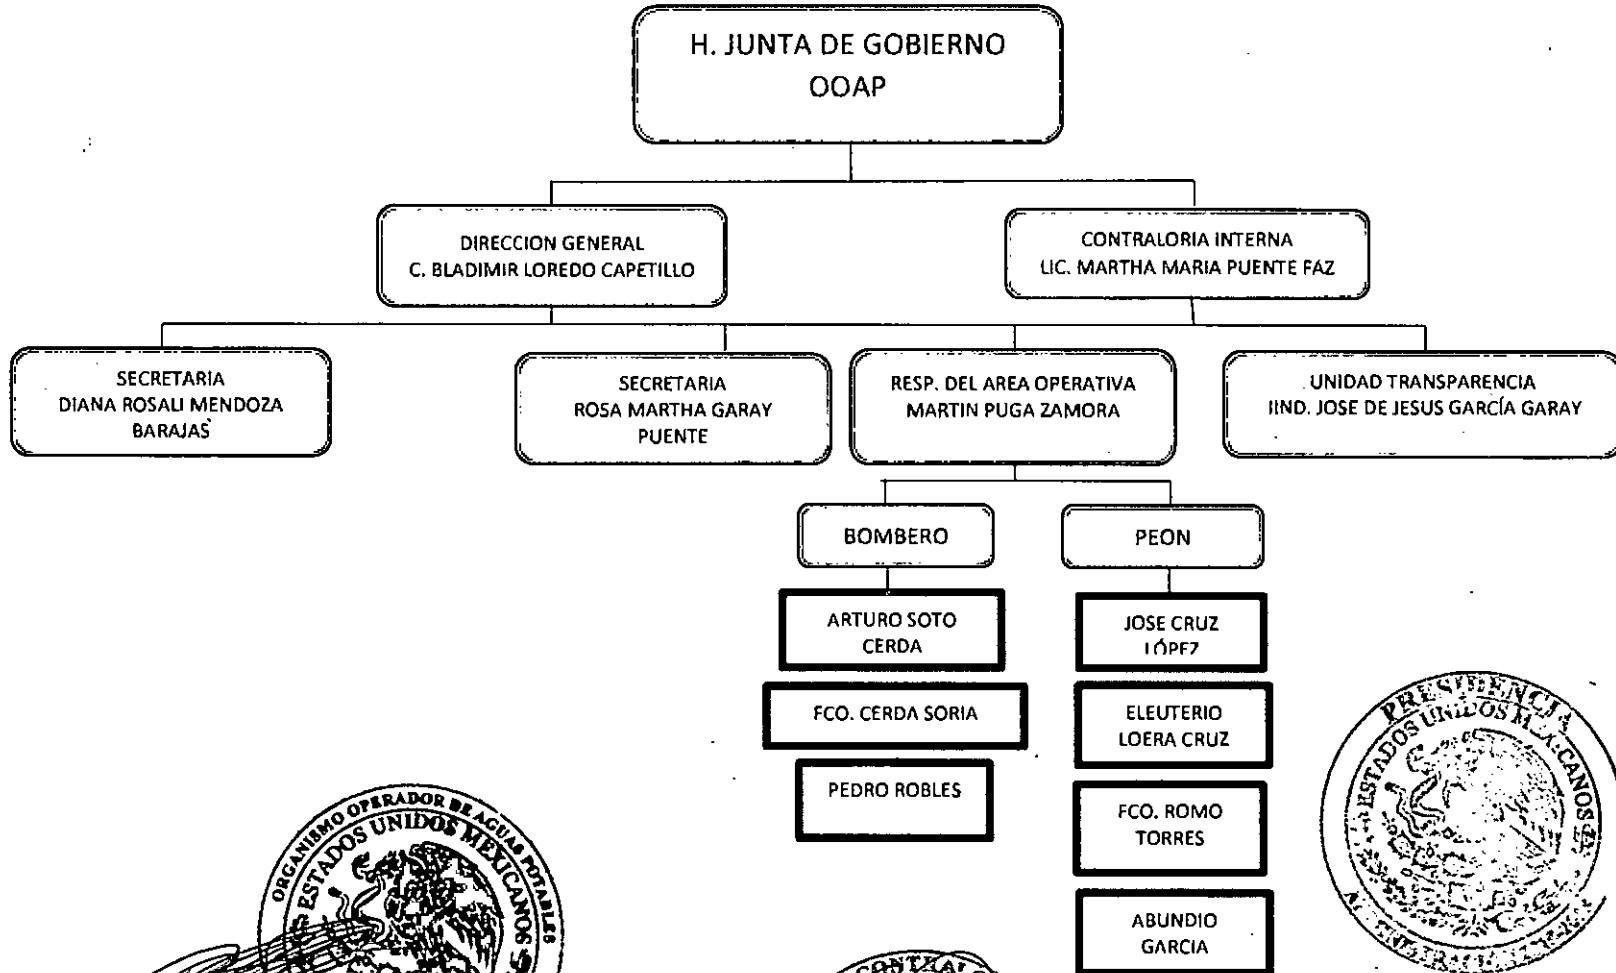 H. JUNTA DE GOBIERNO
OOAP
DIRECCION GENERAL
C. BLADIMIR LOREDO CAPETILLO
CONTRALORIA INTERNA
LIC. MARTHA MARIA PUENTE FAZ
SECRETARIA
DIANA ROSALI MENDOZA
BARAJAS
SECRETARIA
ROSA MARTHA GARAY
PUENTE
RESP. DEL AREA OPERATIVA
MARTIN PUGA ZAMORA
UNIDAD TRANSPARENCIA
IIND. JOSE DE JESUS GARCÍA GARAY
BOMBERO
PEON
ARTURO SOTO
CERDA
FCO. CERDA SORIA
PEDRO ROBLES
JOSE CRUZ
LÓPEZ
ELEUTERIO
LOERA CRUZ
FCO. ROMO
TORRES
ABUNDIO
GARCIA
ORGANISMO OPERADOR DE AGUAS POTABLES
ESTADOS UNIDOS MEXICANOS
PRESIDENCIA
ESTADOS UNIDOS MEXICANOS